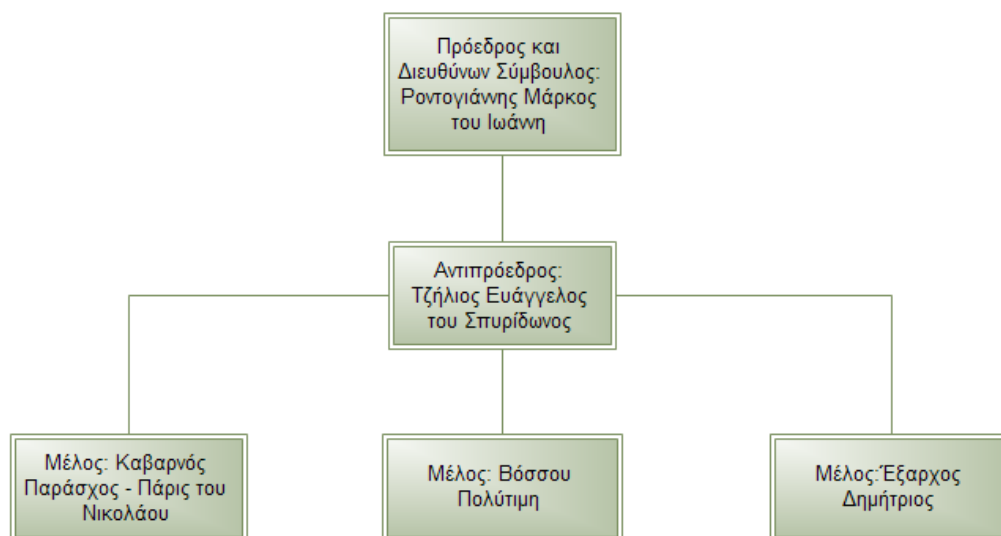 Πρόεδρος και
Διευθύνων Σύμβουλος:
Ροντογιάννης Μάρκος
του Ιωάννη
Αντιπρόεδρος:
Τζήλιος Ευάγγελος
του Σπυρίδωνος
Μέλος: Καβαρνός
Παράσχος - Πάρις του
Νικολάου
Μέλος: Βόσσου
Πολύτιμη
Μέλος:Έξαρχος
Δημήτριος